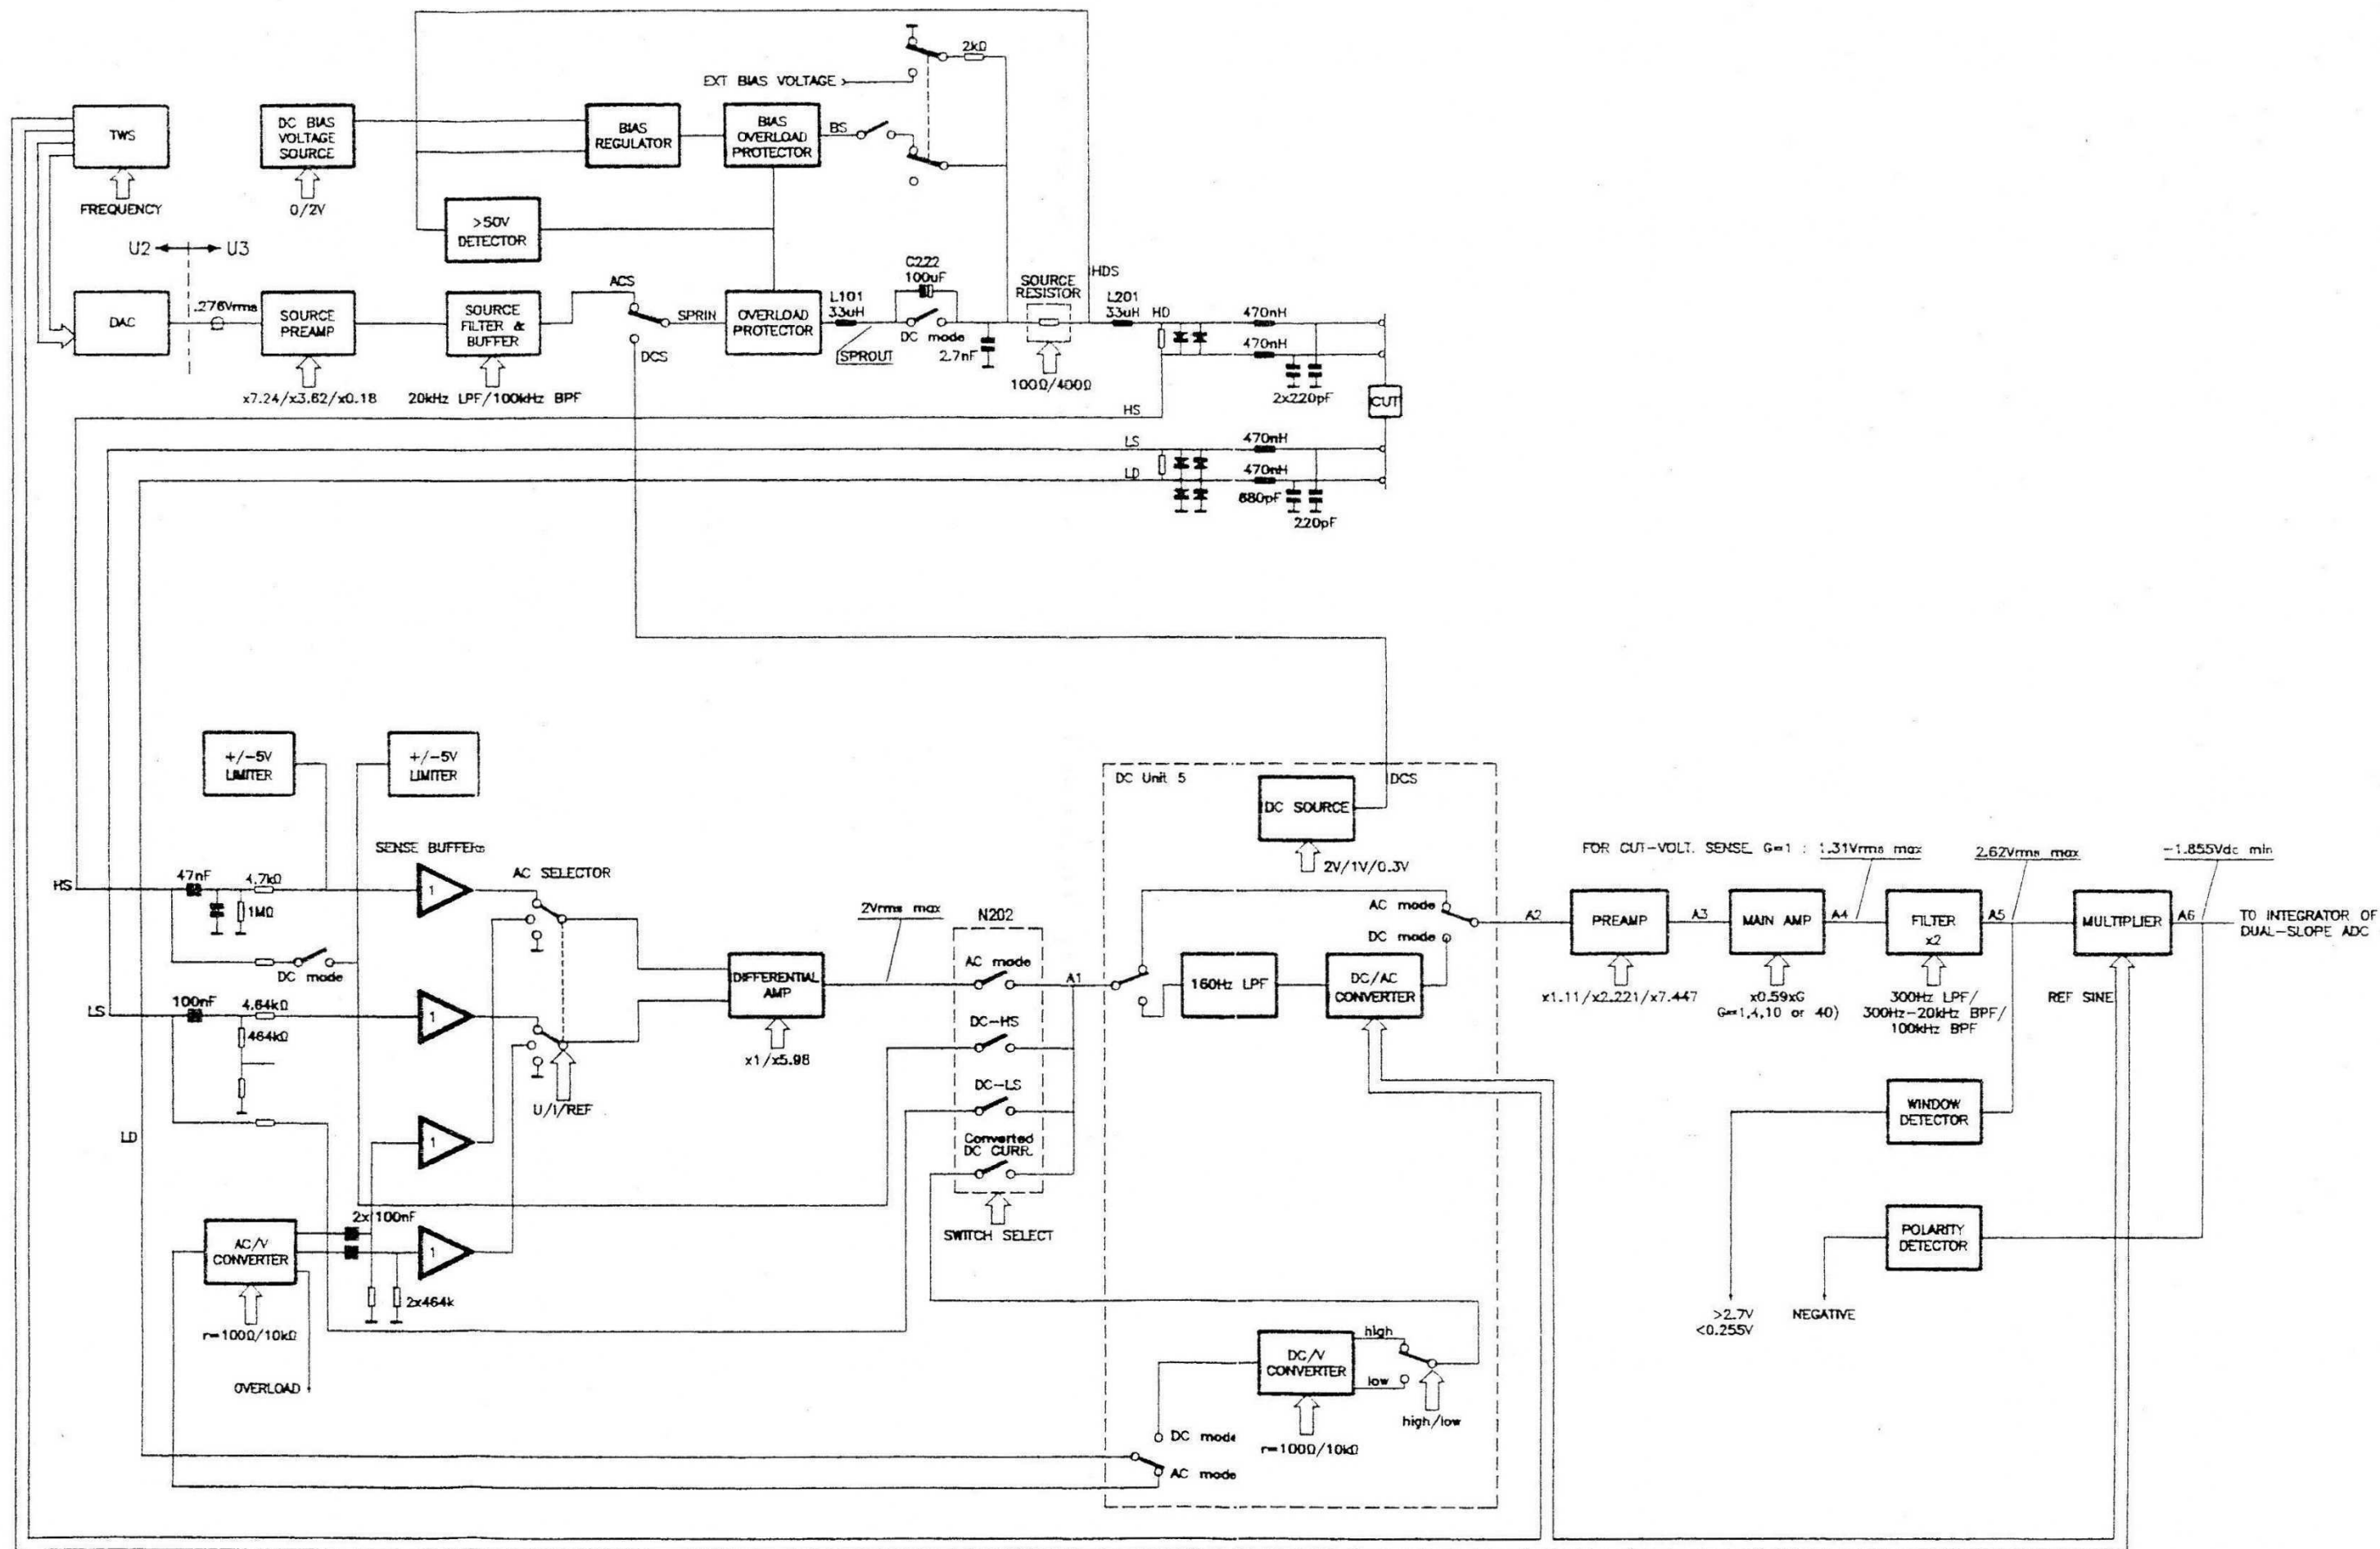 2kΩ
EXT BIAS VOLTAGE
TWS
FREQUENCY
DC BIAS
VOLTAGE
SOURCE
0/2V
BIAS
REGULATOR
BIAS
OVERLOAD
PROTECTOR
BS
>50V
DETECTOR
U2
U3
DAC
.276Vrms
SOURCE
PREAMP
x7.24/x3.62/x0.18
SOURCE
FILTER &
BUFFER
20kHz LPF/100kHz BPF
ACS
SPRIN
DCS
OVERLOAD
PROTECTOR
L101
33uH
SPROUT
C222
100uF
DC mode
2.7nF
SOURCE
RESISTOR
100Ω/400Ω
HDS
L201
33uH
HD
470nH
470nH
2x220pF
CUT
HS
LS
470nH
LD
470nH
680pF
220pF
+/-5V
LIMITER
+/-5V
LIMITER
SENSE BUFFERs
HS
47nF
4.7kΩ
1MΩ
1
DC mode
LS
100nF
4.64kΩ
464kΩ
1
LD
1
2x100nF
1
2x464k
AC/V
CONVERTER
r=100Ω/10kΩ
OVERLOAD
AC SELECTOR
U/I/REF
DIFFERENTIAL
AMP
x1/x5.98
2Vrms max
N202
AC mode
DC-HS
DC-LS
Converted
DC CURR.
SWITCH SELECT
A1
DC Unit 5
DC SOURCE
DCS
2V/1V/0.3V
AC mode
DC mode
160Hz LPF
DC/AC
CONVERTER
DC/V
CONVERTER
high
low
high/low
r=100Ω/10kΩ
DC mode
AC mode
FOR CUT-VOLT. SENSE G=1 : 1.31Vrms max
2.62Vrms max
-1.855Vdc min
A2
PREAMP
x1.11/x2.221/x7.447
A3
MAIN AMP
x0.59xG
G=1,4,10 or 40)
A4
FILTER
x2
300Hz LPF/
300Hz-20kHz BPF/
100kHz BPF
A5
MULTIPLIER
REF SINE
A6
TO INTEGRATOR OF
DUAL-SLOPE ADC
WINDOW
DETECTOR
>2.7V
<0.255V
POLARITY
DETECTOR
NEGATIVE